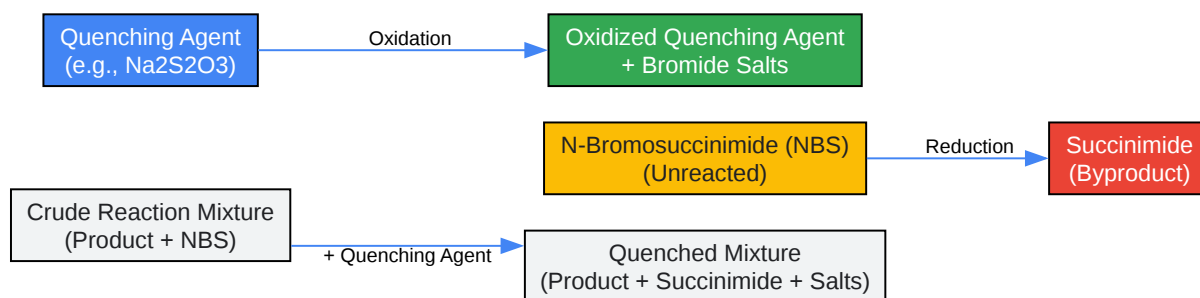 Quenching Agent
(e.g., Na2S2O3)
Oxidation
Oxidized Quenching Agent
+ Bromide Salts
N-Bromosuccinimide (NBS)
(Unreacted)
Reduction
Succinimide
(Byproduct)
Crude Reaction Mixture
(Product + NBS)
+ Quenching Agent
Quenched Mixture
(Product + Succinimide + Salts)